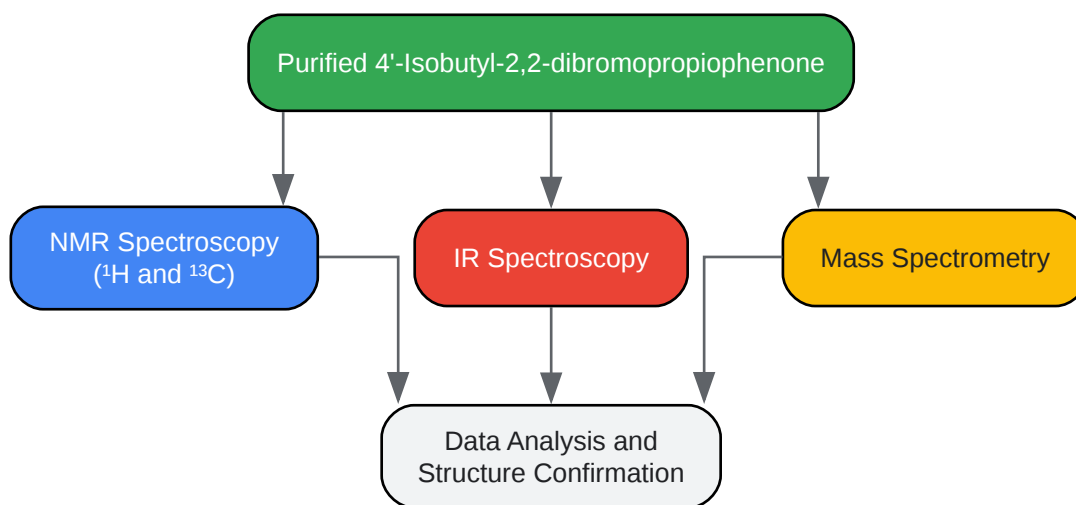 Purified 4'-Isobutyl-2,2-dibromopropiophenone
NMR Spectroscopy
(¹H and ¹³C)
IR Spectroscopy
Mass Spectrometry
Data Analysis and
Structure Confirmation